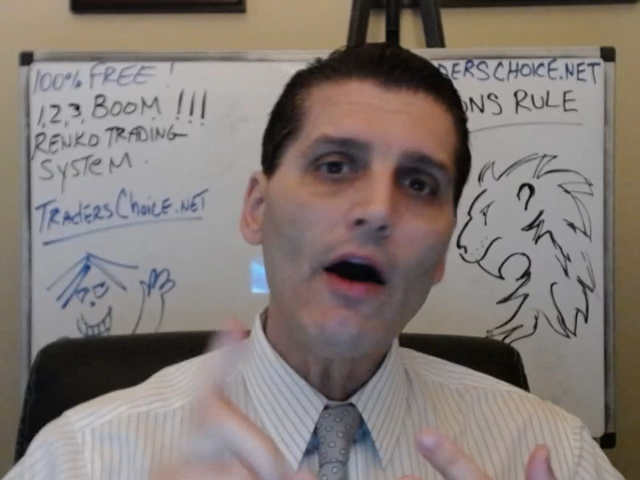 100% FREE!
1,2,3, BOOM !!!
RENKO TRADING
SYSTEM.
TRADERSCHOICE.NET
DERSCHOICE.NET
ONS RULE